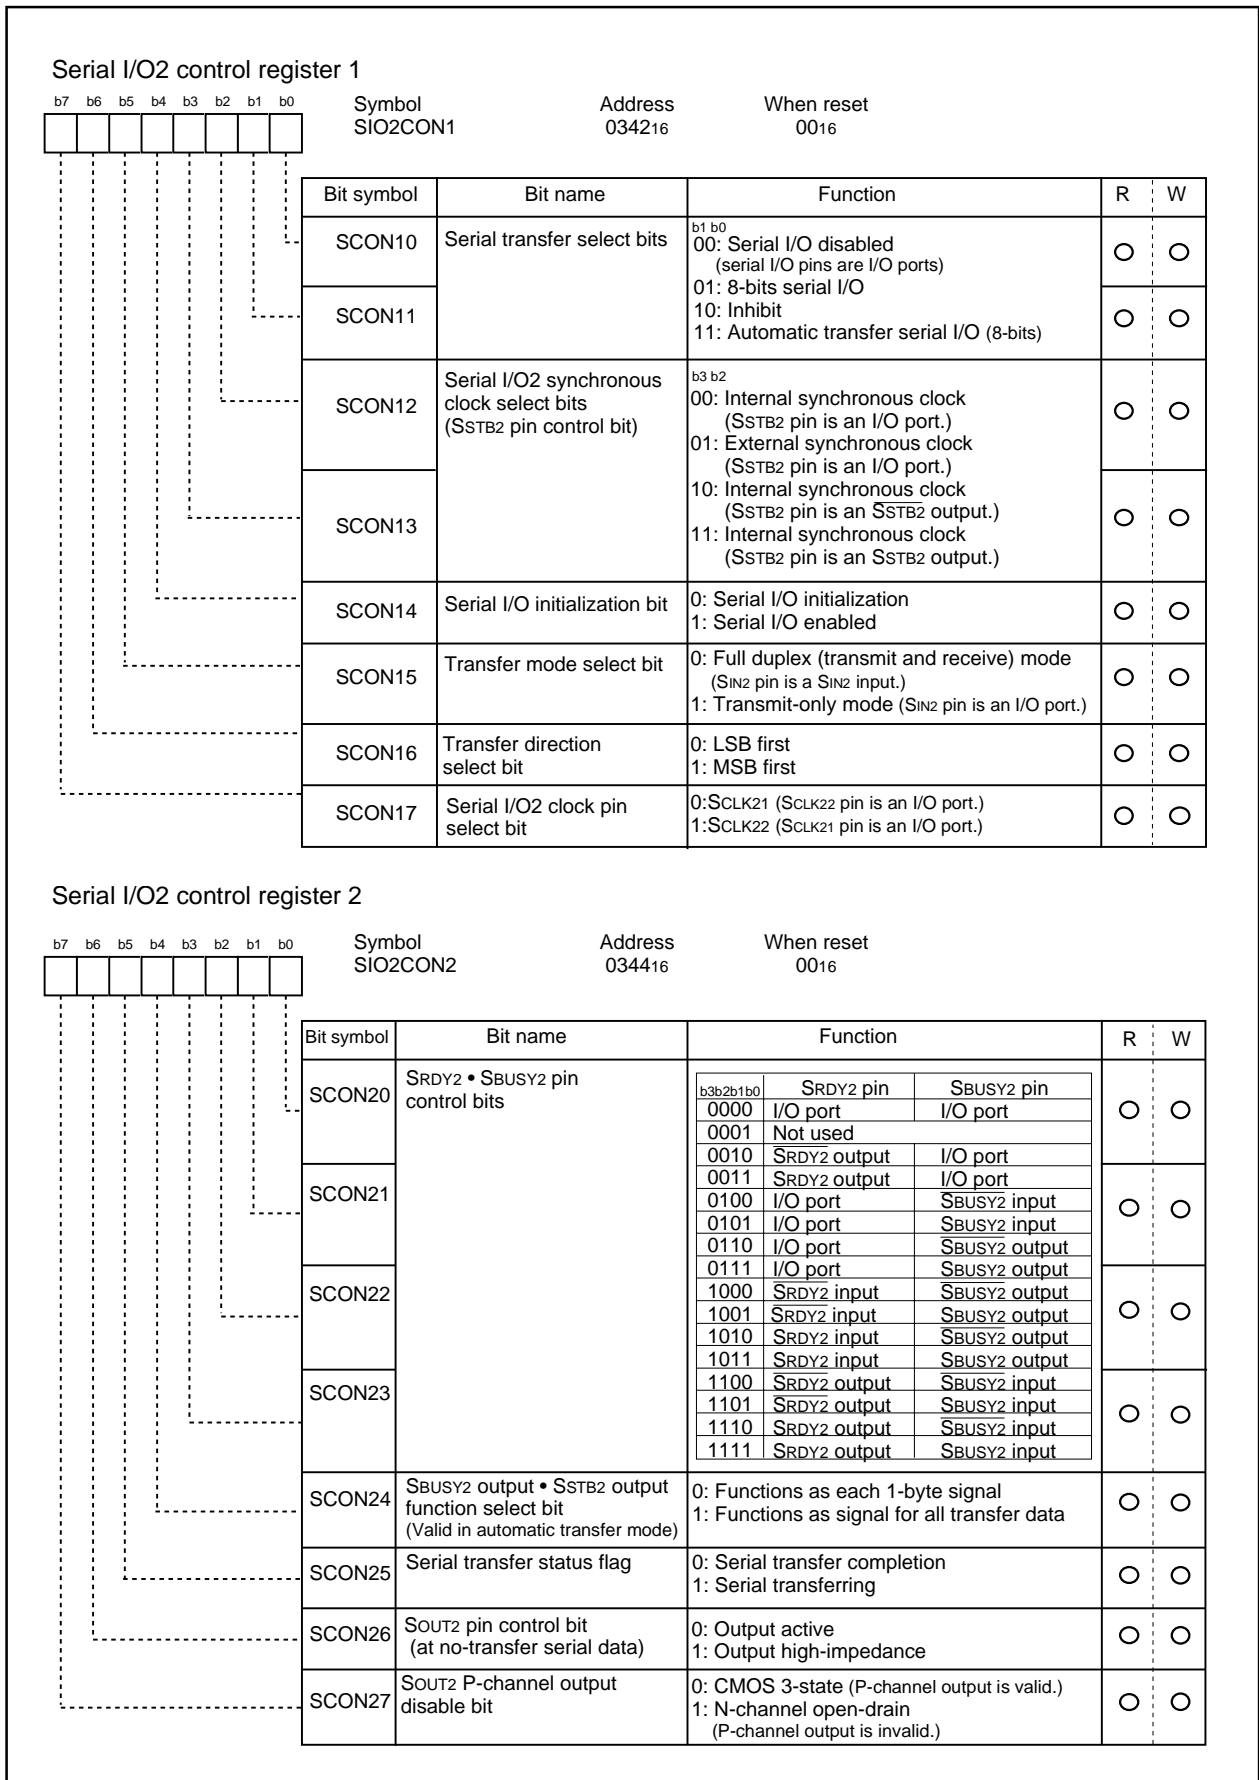 Serial I/O2 control register 1
b7 b6 b5 b4 b3 b2 b1 b0
Symbol Address When reset
SIO2CON1 034216 0016
Bit symbol Bit name Function R W
SCON10 Serial transfer select bits
b1 b0
00: Serial I/O disabled
(serial I/O pins are I/O ports)
01: 8-bits serial I/O
SCON11
10: Inhibit
11: Automatic transfer serial I/O (8-bits)
SCON12
Serial I/O2 synchronous
clock select bits
(SSTB2 pin control bit)
b3 b2
00: Internal synchronous clock
(SSTB2 pin is an I/O port.)
01: External synchronous clock
(SSTB2 pin is an I/O port.)
SCON13
10: Internal synchronous clock
(SSTB2 pin is an S̅S̅T̅B̅2̅ output.)
11: Internal synchronous clock
(SSTB2 pin is an SSTB2 output.)
SCON14 Serial I/O initialization bit
0: Serial I/O initialization
1: Serial I/O enabled
SCON15 Transfer mode select bit
0: Full duplex (transmit and receive) mode
(SIN2 pin is a SIN2 input.)
1: Transmit-only mode (SIN2 pin is an I/O port.)
SCON16
Transfer direction
select bit
0: LSB first
1: MSB first
SCON17
Serial I/O2 clock pin
select bit
0:SCLK21 (SCLK22 pin is an I/O port.)
1:SCLK22 (SCLK21 pin is an I/O port.)
Serial I/O2 control register 2
b7 b6 b5 b4 b3 b2 b1 b0
Symbol Address When reset
SIO2CON2 034416 0016
Bit symbol Bit name Function R W
SCON20
SRDY2 • SBUSY2 pin
control bits
SCON21
SCON22
SCON23
b3b2b1b0 SRDY2 pin SBUSY2 pin
0000 I/O port I/O port
0001 Not used
0010 S̅R̅D̅Y̅2̅ output I/O port
0011 SRDY2 output I/O port
0100 I/O port S̅B̅U̅S̅Y̅2̅ input
0101 I/O port SBUSY2 input
0110 I/O port S̅B̅U̅S̅Y̅2̅ output
0111 I/O port SBUSY2 output
1000 S̅R̅D̅Y̅2̅ input S̅B̅U̅S̅Y̅2̅ output
1001 S̅R̅D̅Y̅2̅ input SBUSY2 output
1010 SRDY2 input S̅B̅U̅S̅Y̅2̅ output
1011 SRDY2 input SBUSY2 output
1100 S̅R̅D̅Y̅2̅ output S̅B̅U̅S̅Y̅2̅ input
1101 S̅R̅D̅Y̅2̅ output SBUSY2 input
1110 SRDY2 output S̅B̅U̅S̅Y̅2̅ input
1111 SRDY2 output SBUSY2 input
SCON24
SBUSY2 output • SSTB2 output
function select bit
(Valid in automatic transfer mode)
0: Functions as each 1-byte signal
1: Functions as signal for all transfer data
SCON25 Serial transfer status flag
0: Serial transfer completion
1: Serial transferring
SCON26
SOUT2 pin control bit
(at no-transfer serial data)
0: Output active
1: Output high-impedance
SCON27
SOUT2 P-channel output
disable bit
0: CMOS 3-state (P-channel output is valid.)
1: N-channel open-drain
(P-channel output is invalid.)